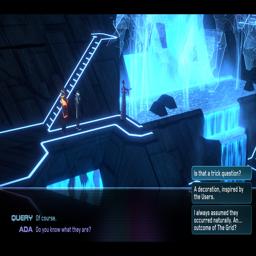 Is that a trick question?
A decoration, inspired by
the Users.
I always assumed they
occurred naturally. An...
outcome of The Grid?
QUERY Of course.
ADA Do you know what they are?